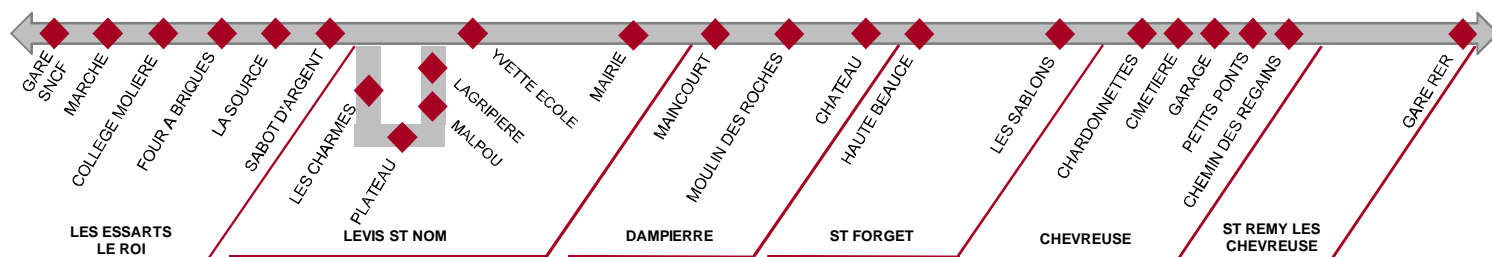 GARE
SNCF
MARCHE
COLLEGE MOLIERE
FOUR A BRIQUES
LA SOURCE
SABOT D'ARGENT
LES CHARMES
PLATEAU
MALPOU
LAGRIPIERE
YVETTE ECOLE
MAIRIE
MAINCOURT
MOULIN DES ROCHES
CHATEAU
HAUTE BEAUCE
LES SABLONS
CHARDONNETTES
CIMETIERE
GARAGE
PETITS PONTS
CHEMIN DES REGAINS
GARE RER
LES ESSARTS
LE ROI
LEVIS ST NOM
DAMPIERRE
ST FORGET
CHEVREUSE
ST REMY LES
CHEVREUSE